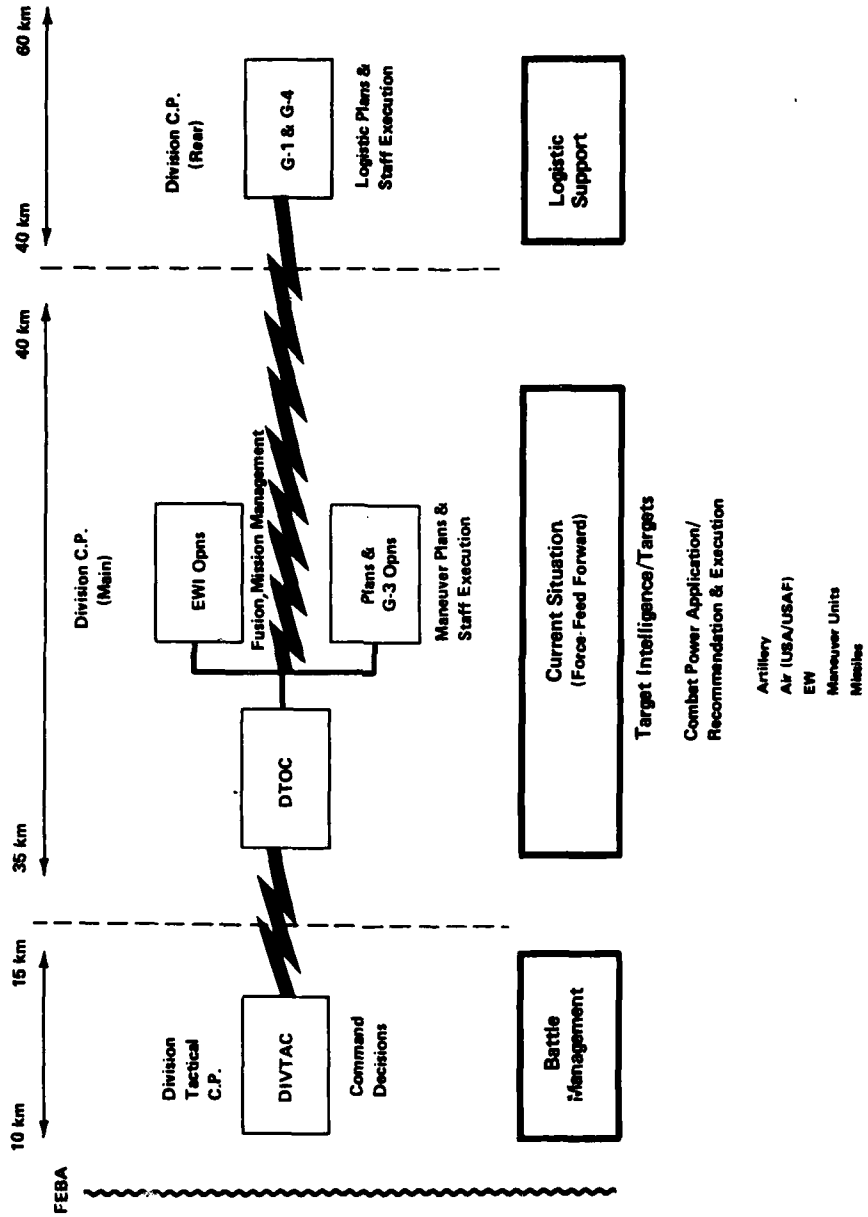 FEBA
10 km
15 km
35 km
40 km
40 km
60 km
Division
Tactical
C.P.
DIVTAC
Command
Decisions
Battle
Management
Division C.P.
(Main)
DTOC
EWI Opns
Fusion, Mission Management
Plans &
G-3 Opns
Maneuver Plans &
Staff Execution
Current Situation
(Force-Feed Forward)
Target Intelligence/Targets
Combat Power Application/
Recommendation & Execution
Artillery
Air (USA/USAF)
EW
Maneuver Units
Missiles
Division C.P.
(Rear)
G-1 & G-4
Logistic Plans &
Staff Execution
Logistic
Support